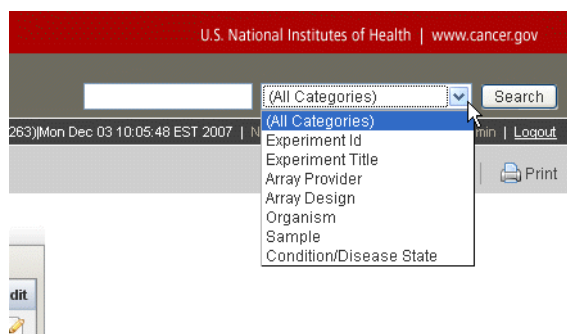 U.S. National Institutes of Health | www.cancer.gov
(All Categories)
Search
263)|Mon Dec 03 10:05:48 EST 2007 | N
min | Logout
(All Categories)
Experiment Id
Experiment Title
Array Provider
Array Design
Organism
Sample
Condition/Disease State
Print
dit